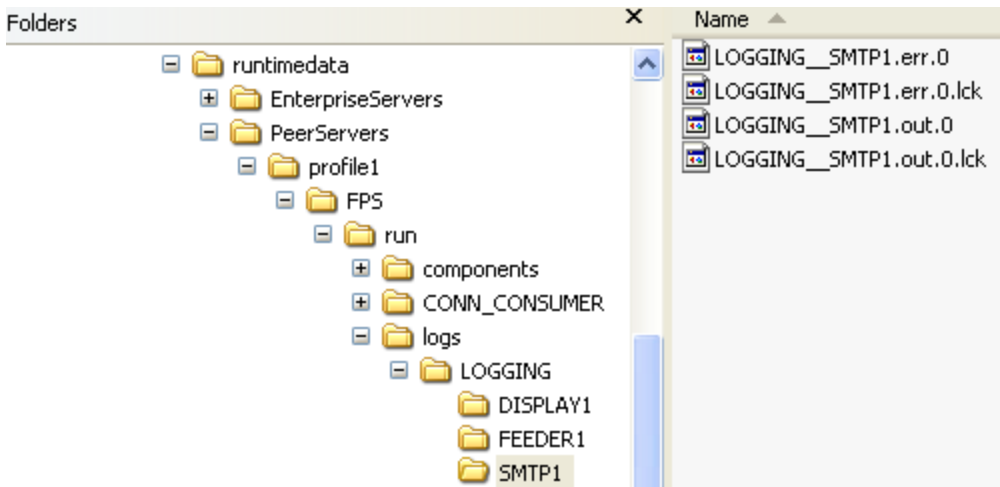 Folders
runtimedata
EnterpriseServers
PeerServers
profile1
FPS
run
components
CONN_CONSUMER
logs
LOGGING
DISPLAY1
FEEDER1
SMTP1
Name
LOGGING__SMTP1.err.0
LOGGING__SMTP1.err.0.lck
LOGGING__SMTP1.out.0
LOGGING__SMTP1.out.0.lck